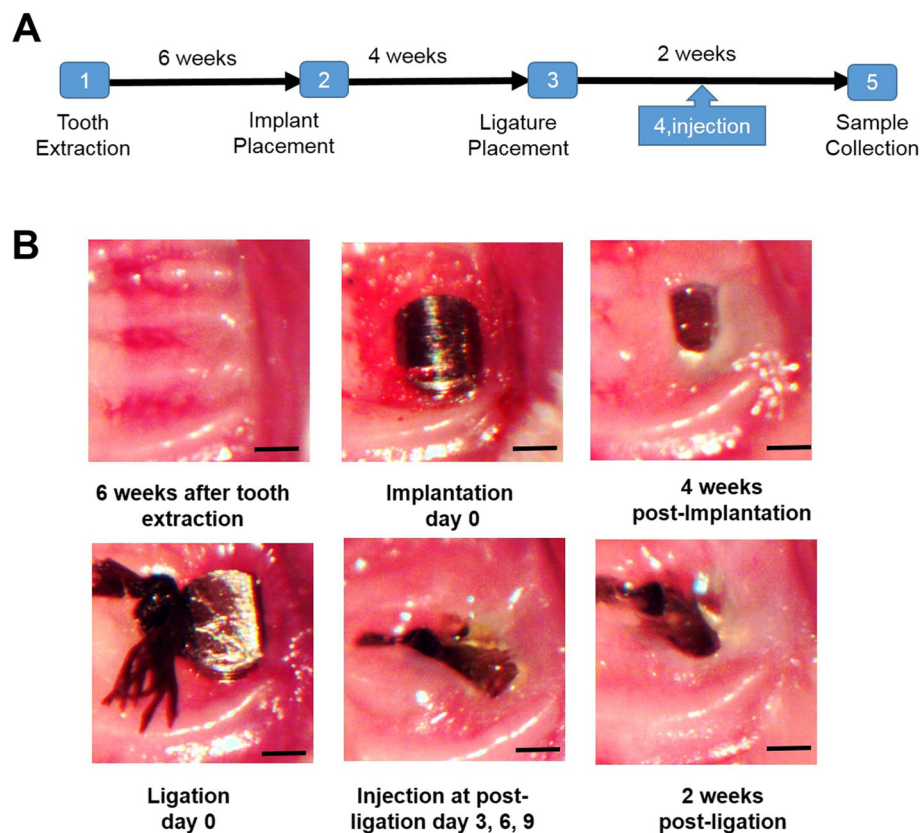 A
6 weeks
4 weeks
2 weeks
1
2
3
5
4,injection
Tooth
Extraction
Implant
Placement
Ligature
Placement
Sample
Collection
B
6 weeks after tooth
extraction
Implantation
day 0
4 weeks
post-Implantation
Ligation
day 0
Injection at post-
ligation day 3, 6, 9
2 weeks
post-ligation